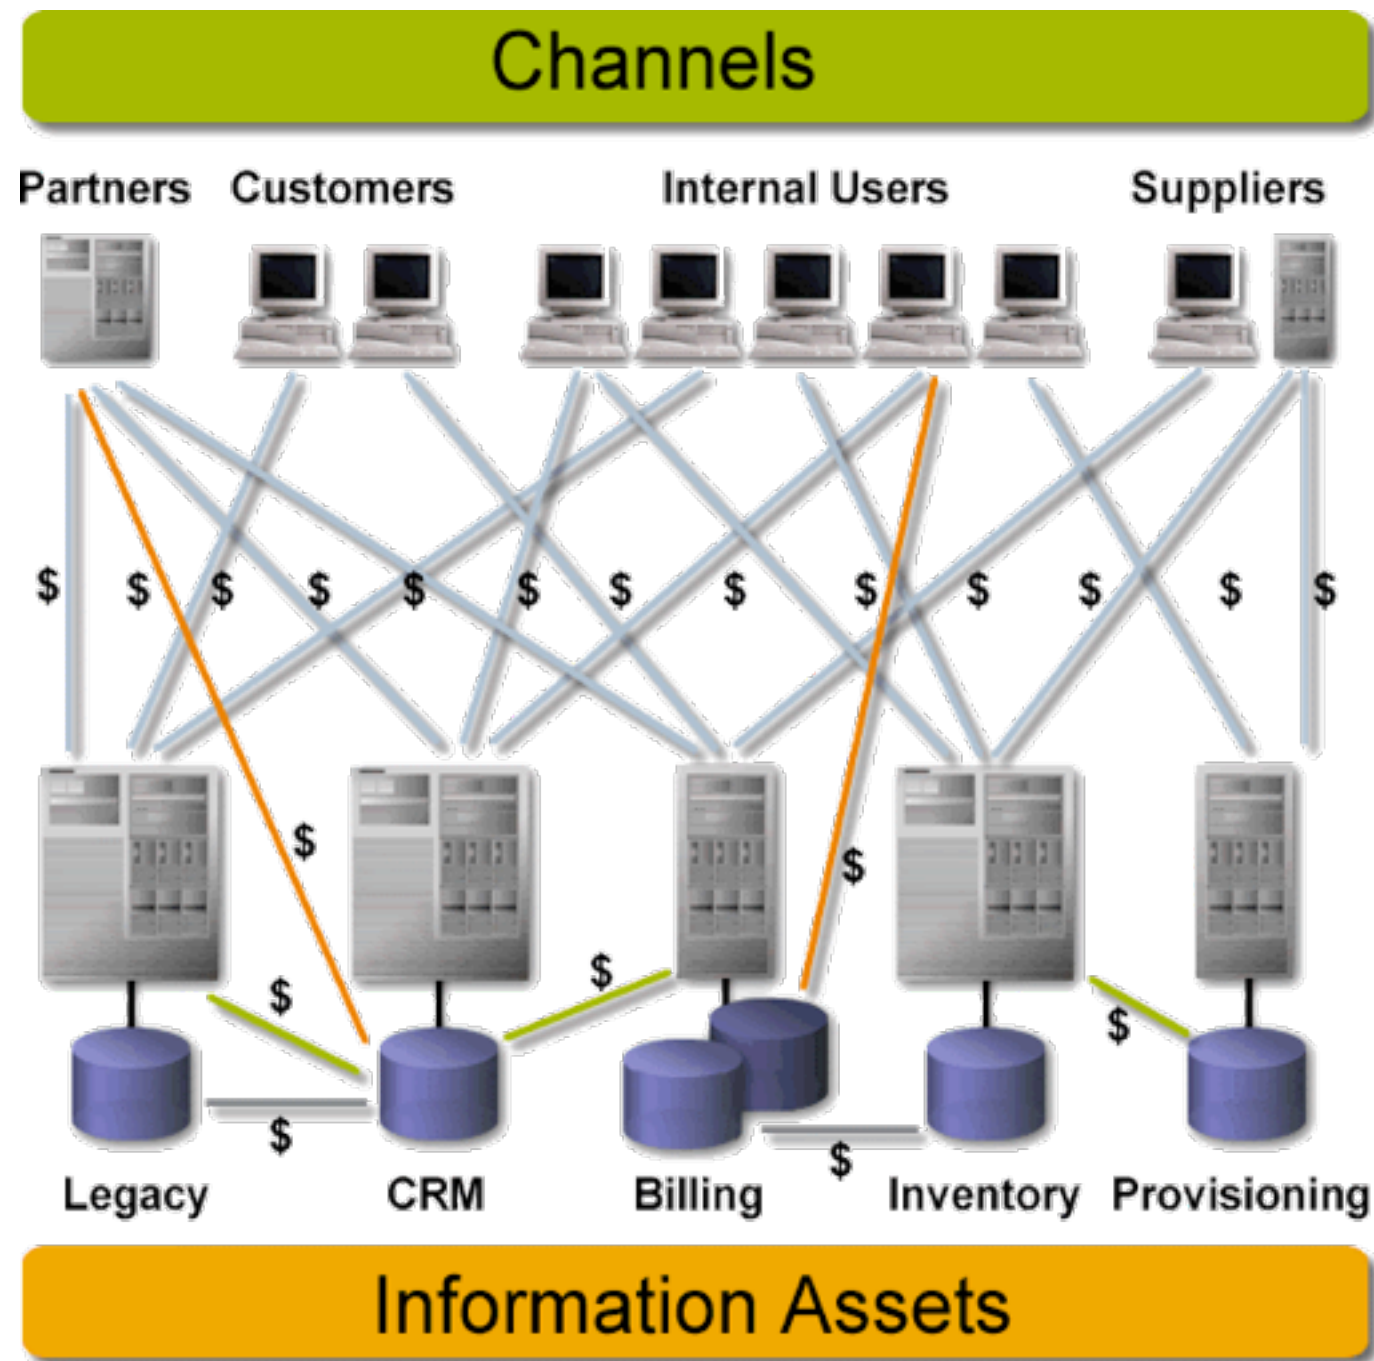 Channels
Partners Customers Internal Users Suppliers
$ $ $ $ $ $ $ $ $ $ $ $ $
$ $
$ $ $
$ $
Legacy CRM Billing Inventory Provisioning
Information Assets